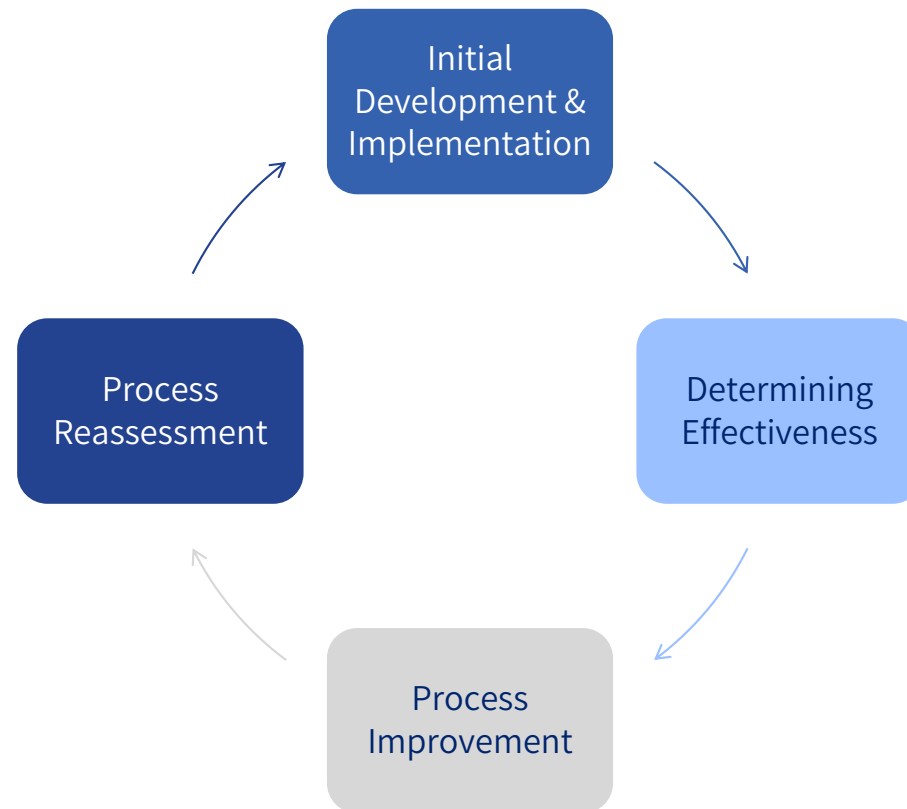 Initial
Development &
Implementation
Determining
Effectiveness
Process
Improvement
Process
Reassessment